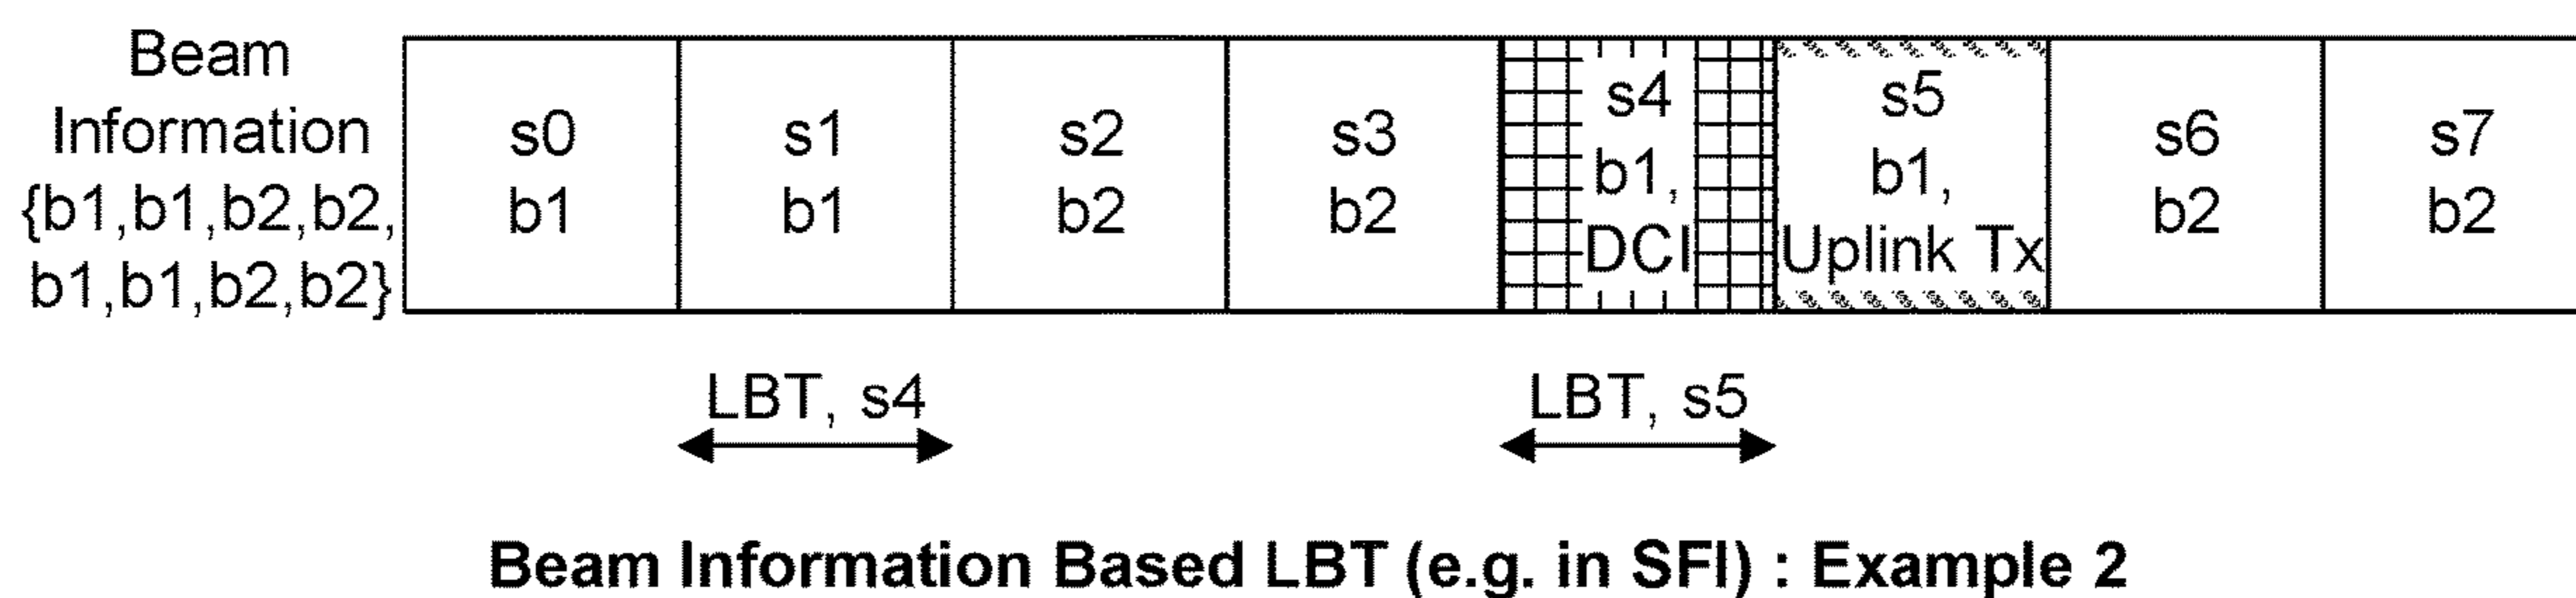 Beam
Information
{b1,b1,b2,b2,
b1,b1,b2,b2}
s0
b1
s1
b1
s2
b2
s3
b2
s4
b1,
DCI
s5
b1,
Uplink Tx
s6
b2
s7
b2
LBT, s4
LBT, s5
Beam Information Based LBT (e.g. in SFI) : Example 2